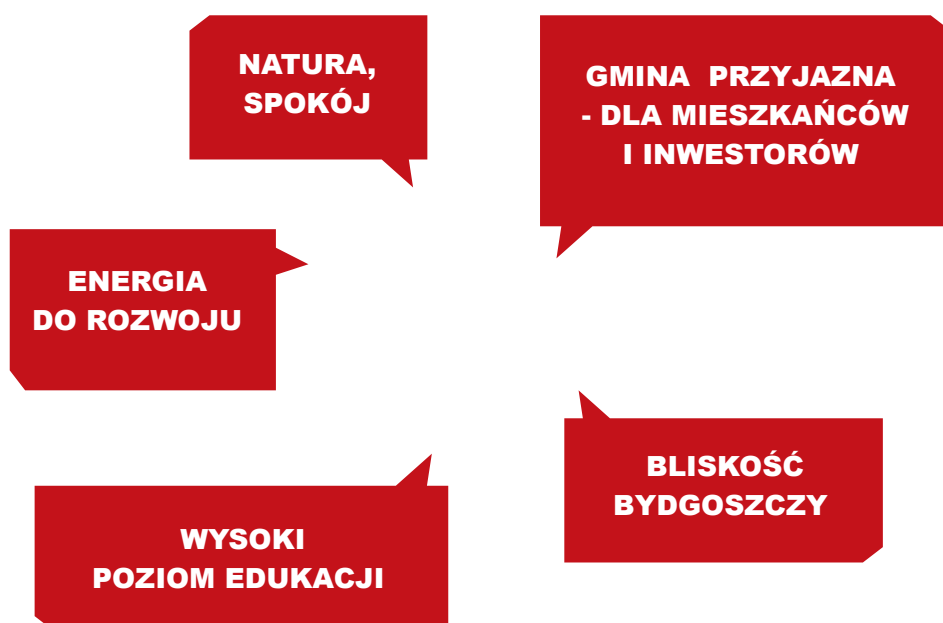 NATURA,
SPOKÓJ
GMINA PRZYJAZNA
- DLA MIESZKAŃCÓW
I INWESTORÓW
ENERGIA
DO ROZWOJU
BLISKOŚĆ
BYDGOSZCZY
WYSOKI
POZIOM EDUKACJI